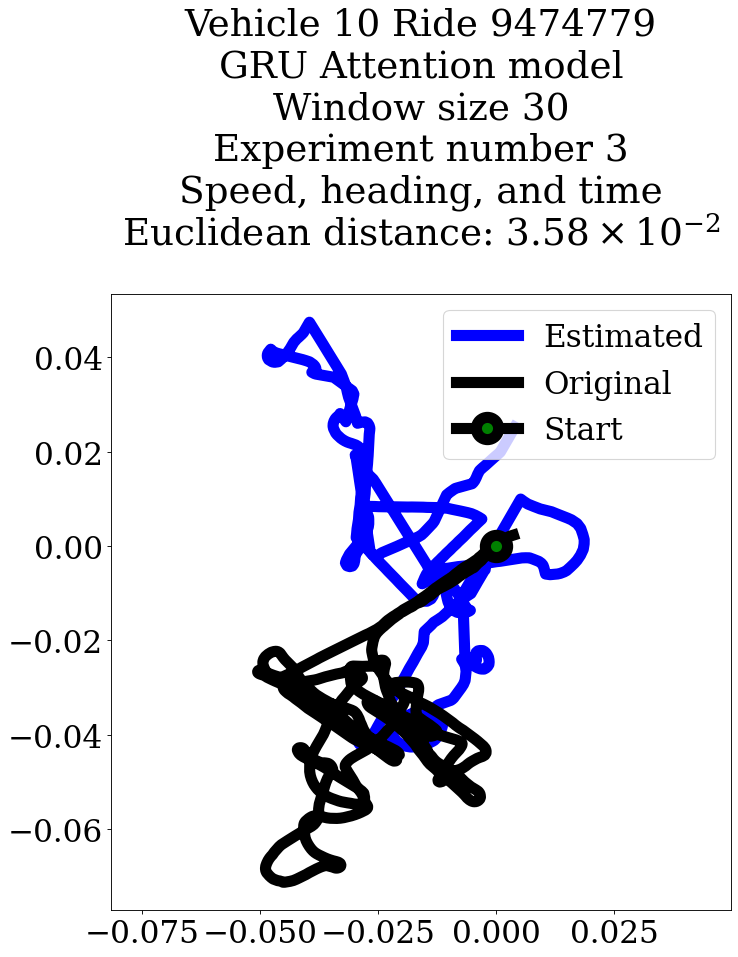 Vehicle 10 Ride 9474779
GRU Attention model
Window size 30
Experiment number 3
Speed, heading, and time
Euclidean distance: 3.58 × 10⁻²
Estimated
Original
Start
0.04
0.02
0.00
−0.02
−0.04
−0.06
−0.075 −0.050 −0.025 0.000 0.025